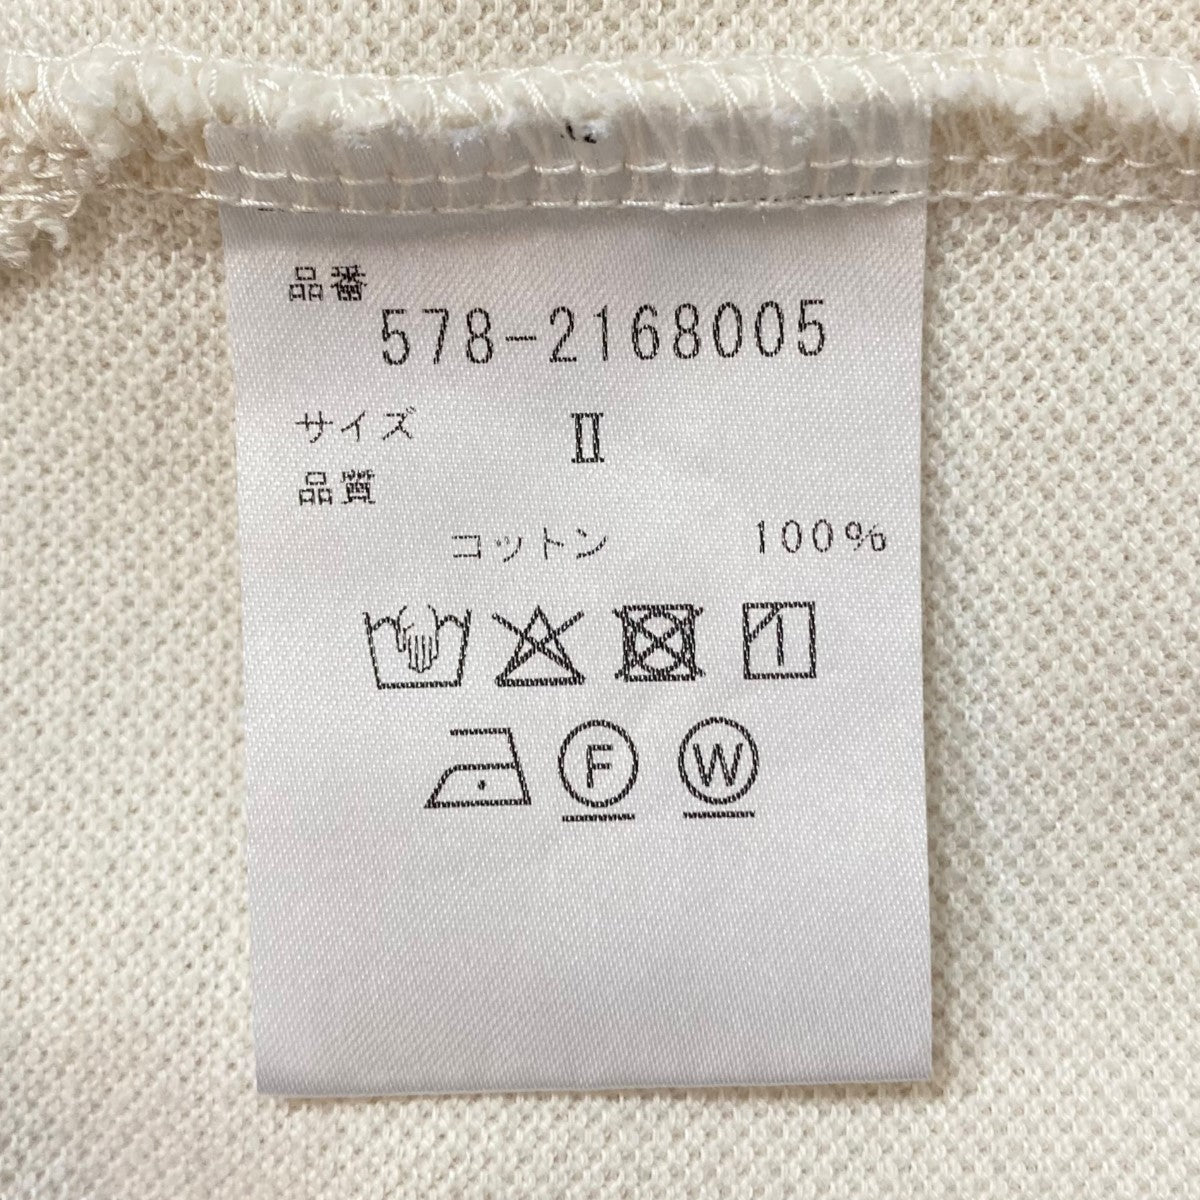 品番
578-2168005
サイズ II
品質
コットン 100%
F W